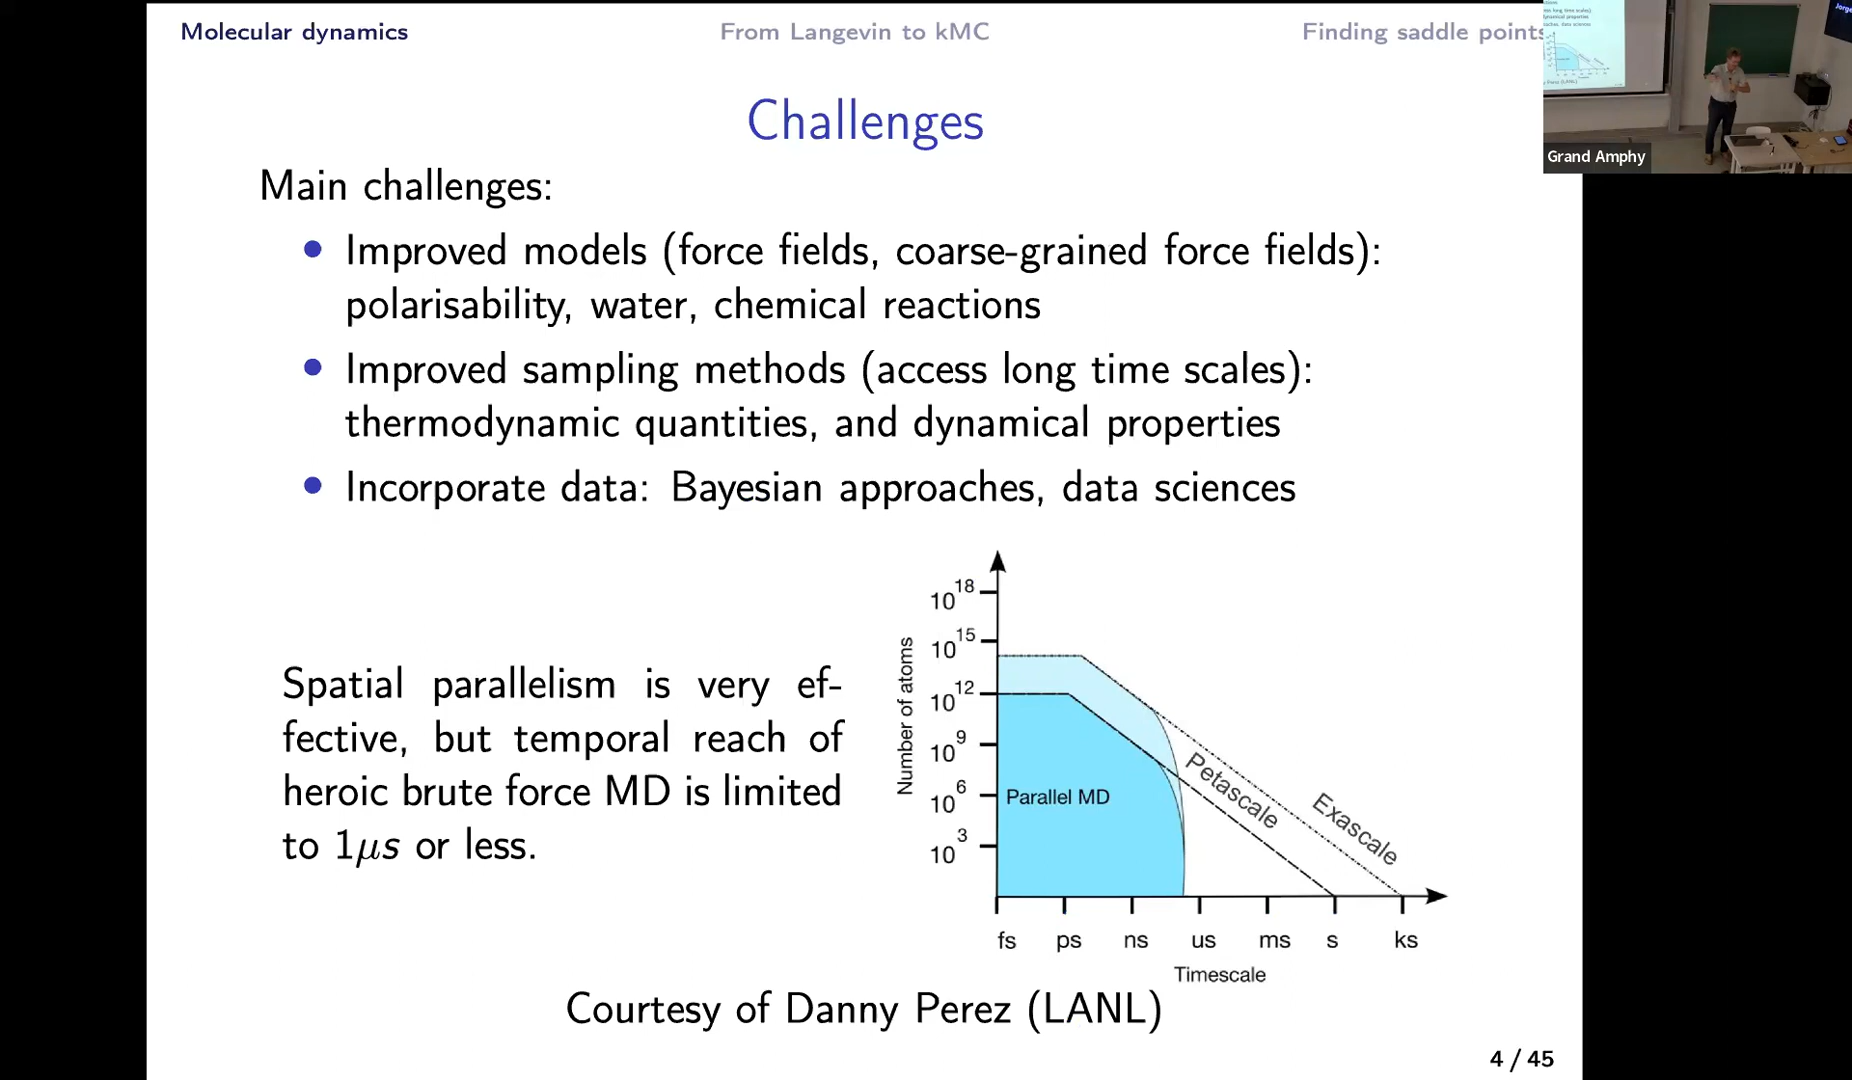 Molecular dynamics
From Langevin to kMC
Finding saddle points
Challenges
Main challenges:
Improved models (force fields, coarse-grained force fields):
polarisability, water, chemical reactions
Improved sampling methods (access long time scales):
thermodynamic quantities, and dynamical properties
Incorporate data: Bayesian approaches, data sciences
Spatial parallelism is very ef-
fective, but temporal reach of
heroic brute force MD is limited
to 1μs or less.
Number of atoms
10^18
10^15
10^12
10^9
10^6
10^3
Parallel MD
Petascale
Exascale
fs ps ns us ms s ks
Timescale
Courtesy of Danny Perez (LANL)
4 / 45
Grand Amphy